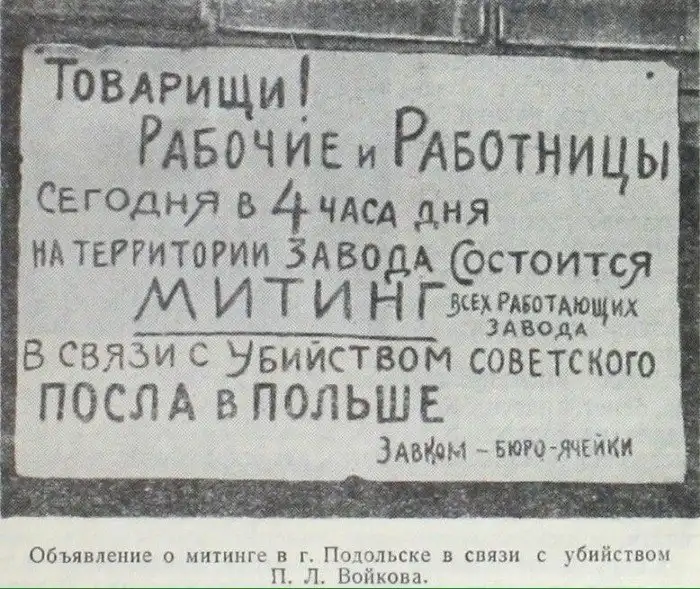 ТОВАРИЩИ!
РАБОЧИЕ и РАБОТНИЦЫ
СЕГОДНЯ В 4 ЧАСА ДНЯ
НА ТЕРРИТОРИИ ЗАВОДА СОСТОИТСЯ
МИТИНГ ВСЕХ РАБОТАЮЩИХ
ЗАВОДА
В СВЯЗИ С УБИЙСТВОМ СОВЕТСКОГО
ПОСЛА В ПОЛЬШЕ
ЗАВКОМ – БЮРО-ЯЧЕЙКИ
Объявление о митинге в г. Подольске в связи с убийством
П. Л. Войкова.